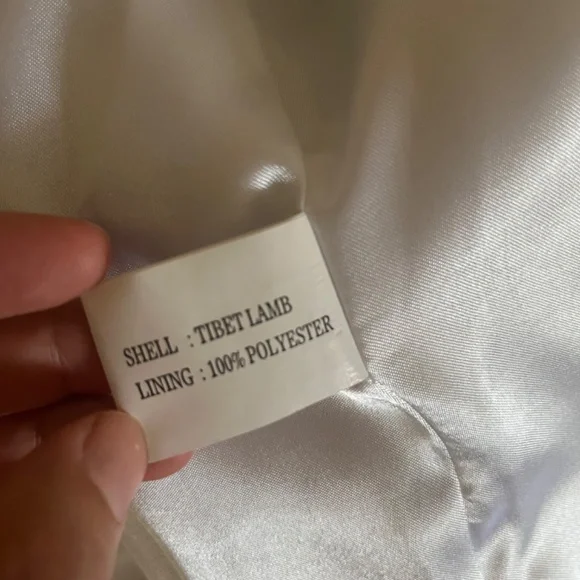 SHELL : TIBET LAMB
LINING : 100% POLYESTER